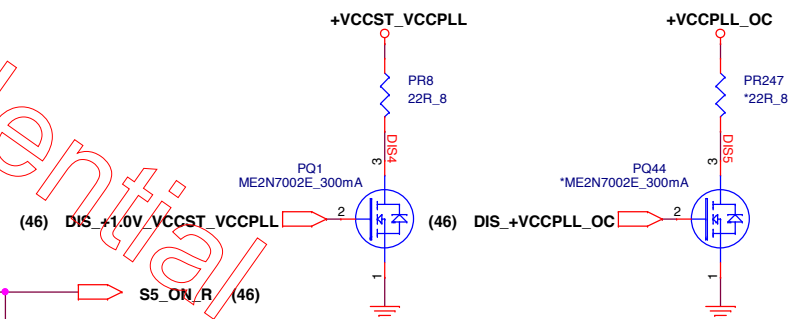 +VCCST_VCCPLL
+VCCPLL_OC
PR8
22R_8
PR247
*22R_8
DIS4
DIS5
3
3
PQ1
ME2N7002E_300mA
PQ44
*ME2N7002E_300mA
(46) DIS_+1.0V_VCCST_VCCPLL
2
(46) DIS_+VCCPLL_OC
2
1
1
S5_ON_R (46)
dential